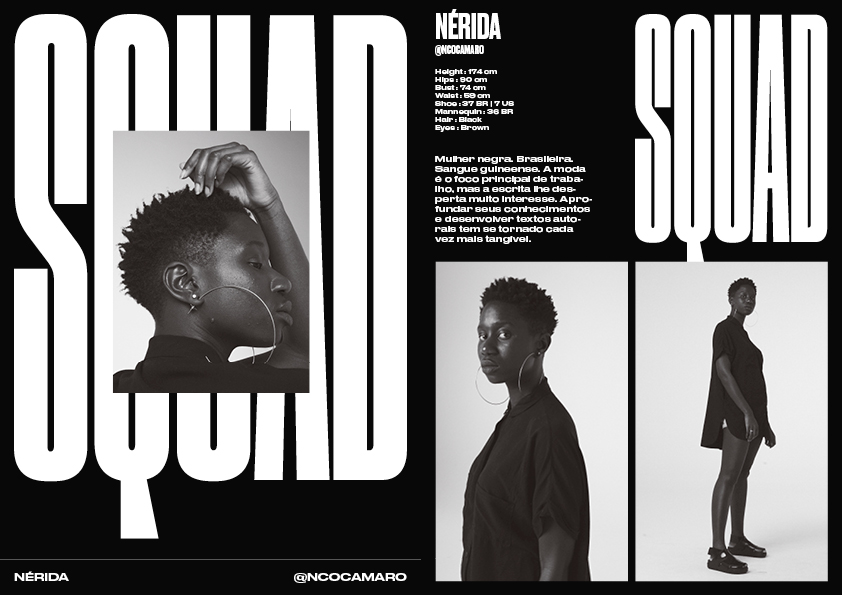 SQUAD
NÉRIDA
@NCOCAMARO
NÉRIDA
@NCOCAMARO
Height : 174 cm
Hips : 90 cm
Bust : 74 cm
Waist : 59 cm
Shoe : 37 BR | 7 US
Mannequin : 36 BR
Hair : Black
Eyes : Brown
Mulher negra. Brasileira.
Sangue guineense. A moda
é o foco principal de traba-
lho, mas a escrita lhe des-
perta muito interesse. Apro-
fundar seus conhecimentos
e desenvolver textos auto-
rais tem se tornado cada
vez mais tangível.
SQUAD